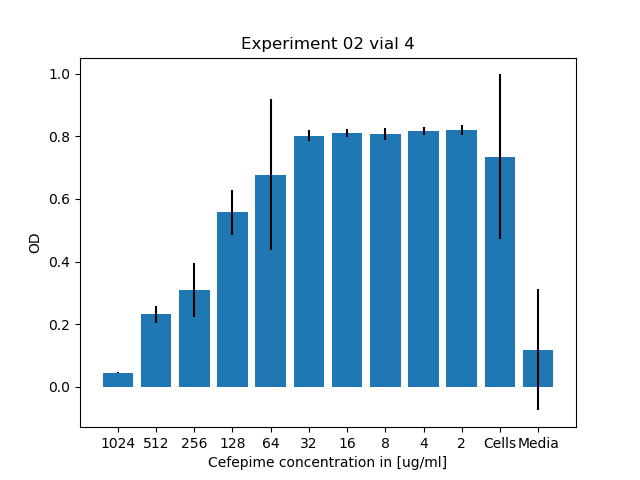 Experiment 02 vial 4
1.0
0.8
0.6
0.4
0.2
0.0
OD
1024 512 256 128 64 32 16 8 4 2 Cells Media
Cefepime concentration in [ug/ml]